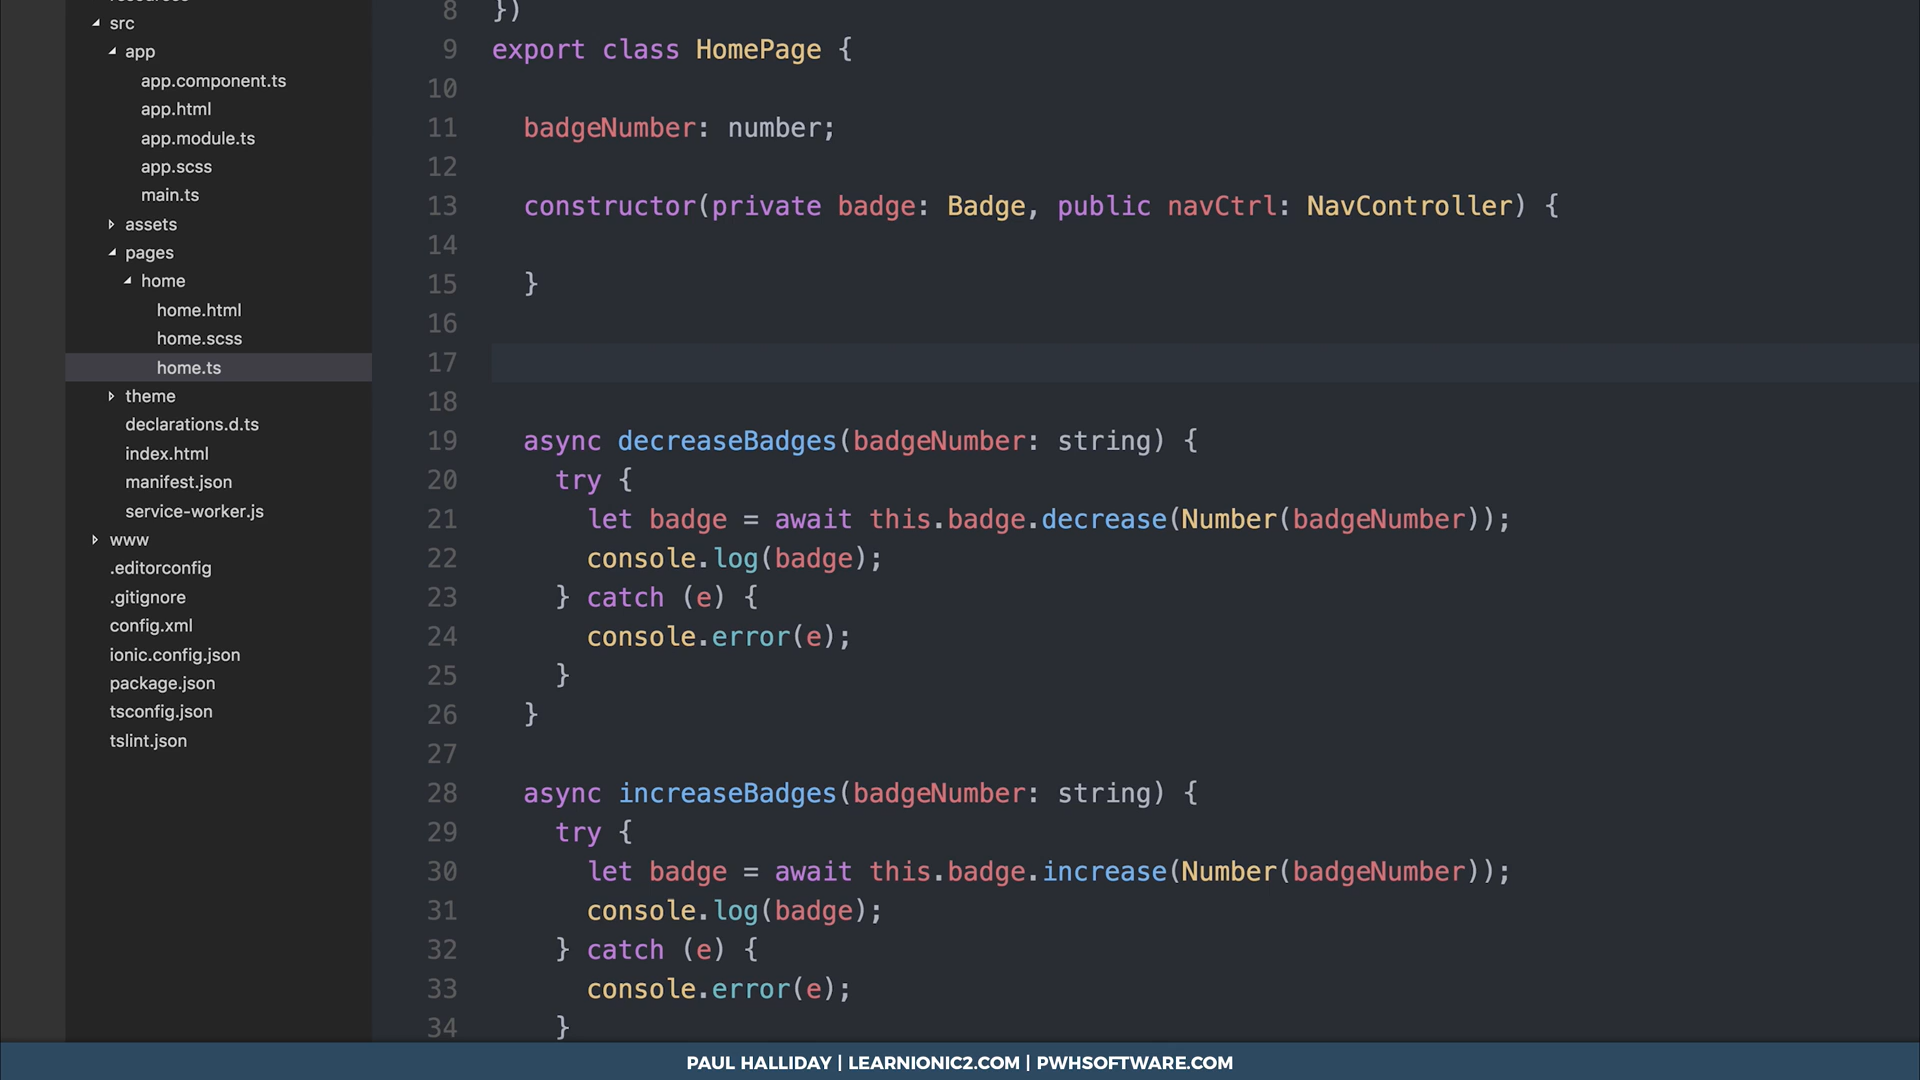 src
app
app.component.ts
app.html
app.module.ts
app.scss
main.ts
assets
pages
home
home.html
home.scss
home.ts
theme
declarations.d.ts
index.html
manifest.json
service-worker.js
www
.editorconfig
.gitignore
config.xml
ionic.config.json
package.json
tsconfig.json
tslint.json
8 })
9 export class HomePage {
10
11 badgeNumber: number;
12
13 constructor(private badge: Badge, public navCtrl: NavController) {
14
15 }
16
17
18
19 async decreaseBadges(badgeNumber: string) {
20 try {
21 let badge = await this.badge.decrease(Number(badgeNumber));
22 console.log(badge);
23 } catch (e) {
24 console.error(e);
25 }
26 }
27
28 async increaseBadges(badgeNumber: string) {
29 try {
30 let badge = await this.badge.increase(Number(badgeNumber));
31 console.log(badge);
32 } catch (e) {
33 console.error(e);
34 }
PAUL HALLIDAY | LEARNIONIC2.COM | PWHSOFTWARE.COM